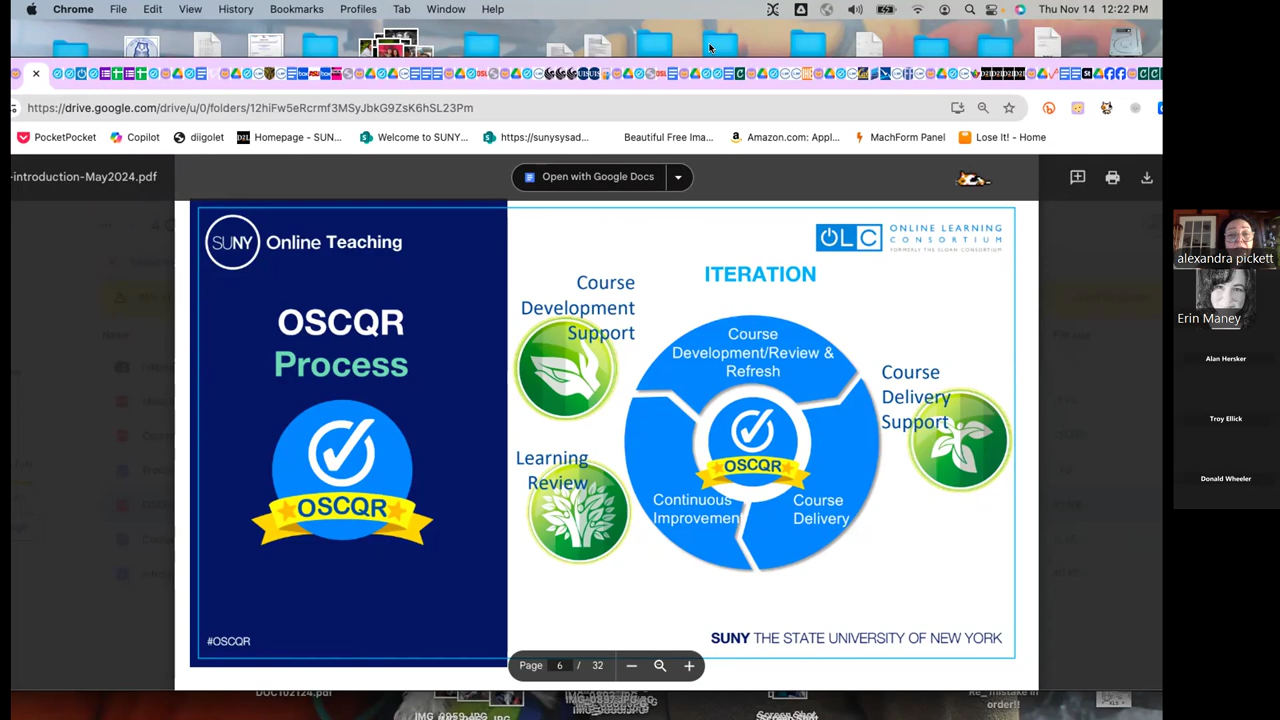 Chrome File Edit View History Bookmarks Profiles Tab Window Help
Thu Nov 14 12:22 PM
https://drive.google.com/drive/u/0/folders/12hiFw5eRcrmf3MSyJbkG9ZsK6hSL23Pm
PocketPocket
Copilot
diigolet
Homepage - SUN...
Welcome to SUNY...
https://sunysysad...
Beautiful Free Ima...
Amazon.com: Appl...
MachForm Panel
Lose It! - Home
-introduction-May2024.pdf
Open with Google Docs
SUNY Online Teaching
OLC ONLINE LEARNING
CONSORTIUM
FORMERLY THE SLOAN CONSORTIUM
ITERATION
OSCQR
Process
OSCQR
Course
Development
Support
Course
Development/Review &
Refresh
Course
Delivery
Support
Learning
Review
OSCQR
Continuous
Improvement
Course
Delivery
#OSCQR
SUNY THE STATE UNIVERSITY OF NEW YORK
Page 6 / 32
alexandra pickett
Erin Maney
Alan Hersker
Troy Ellick
Donald Wheeler
DOC102124.pdf
order!!